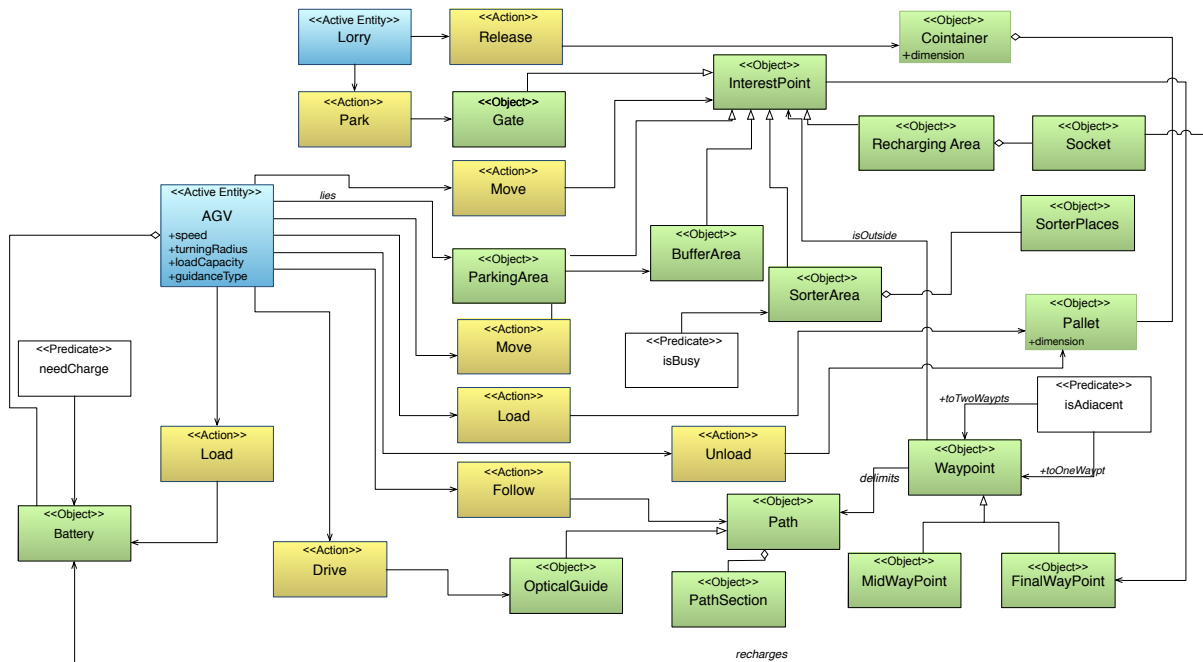 <<Active Entity>>
Lorry
<<Action>>
Release
<<Object>>
Cointainer
+dimension
<<Object>>
InterestPoint
<<Action>>
Park
<<Object>>
Gate
<<Object>>
Recharging Area
<<Object>>
Socket
<<Action>>
Move
lies
<<Active Entity>>
AGV
+speed
+turningRadius
+loadCapacity
+guidanceType
<<Object>>
SorterPlaces
<<Object>>
BufferArea
isOutside
<<Object>>
ParkingArea
<<Object>>
SorterArea
<<Object>>
Pallet
+dimension
<<Action>>
Move
<<Predicate>>
isBusy
<<Predicate>>
needCharge
<<Predicate>>
isAdiacent
+toTwoWaypts
<<Action>>
Load
<<Action>>
Load
<<Action>>
Unload
<<Object>>
Waypoint
+toOneWaypt
delimits
<<Action>>
Follow
<<Object>>
Path
<<Object>>
Battery
<<Action>>
Drive
<<Object>>
OpticalGuide
<<Object>>
PathSection
<<Object>>
MidWayPoint
<<Object>>
FinalWayPoint
recharges